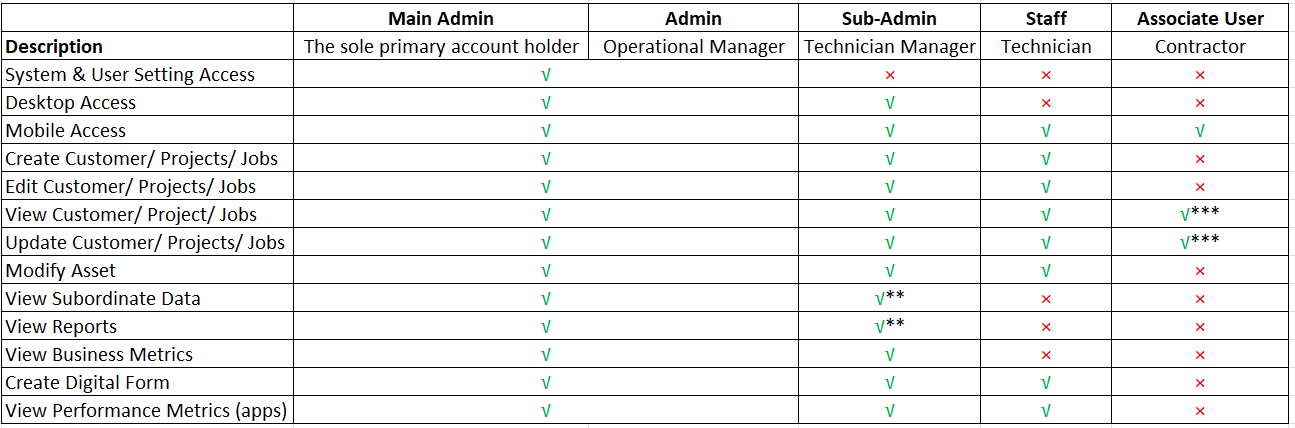 Main Admin Admin Sub-Admin Staff Associate User
Description The sole primary account holder Operational Manager Technician Manager Technician Contractor
System & User Setting Access √ × × ×
Desktop Access √ √ × ×
Mobile Access √ √ √ √
Create Customer/ Projects/ Jobs √ √ √ ×
Edit Customer/ Projects/ Jobs √ √ √ ×
View Customer/ Project/ Jobs √ √ √ √***
Update Customer/ Projects/ Jobs √ √ √ √***
Modify Asset √ √ √ ×
View Subordinate Data √ √** × ×
View Reports √ √** × ×
View Business Metrics √ √ × ×
Create Digital Form √ √ √ ×
View Performance Metrics (apps) √ √ √ ×